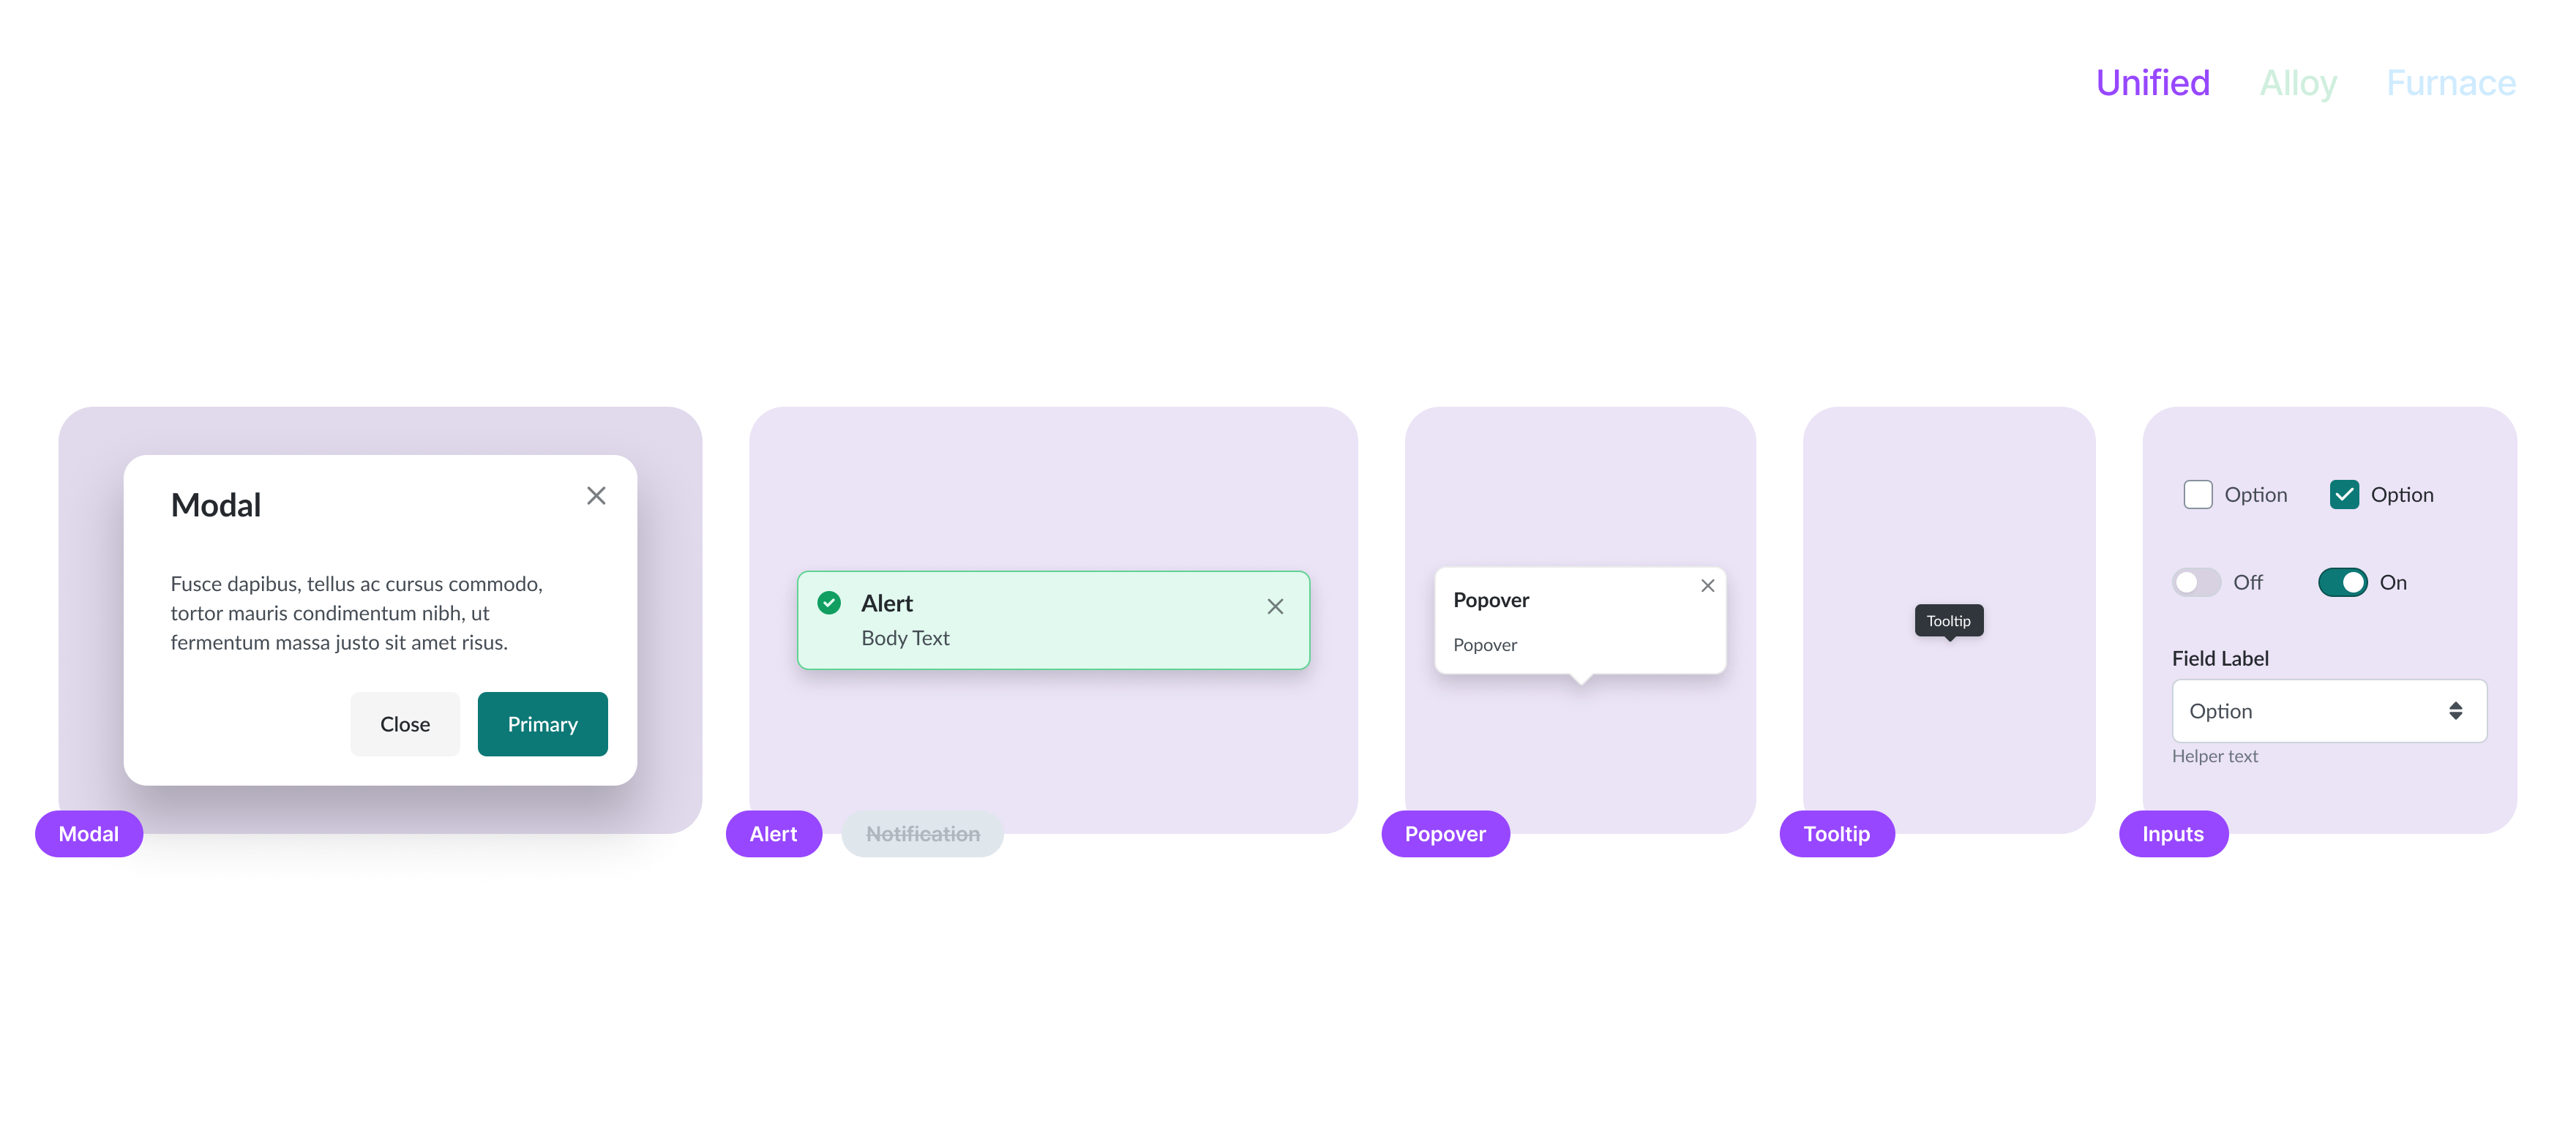 Unified Alloy Furnace
Modal
Fusce dapibus, tellus ac cursus commodo,
tortor mauris condimentum nibh, ut
fermentum massa justo sit amet risus.
Close Primary
Modal
Alert
Body Text
Alert Notification
Popover
Popover
Popover
Tooltip
Tooltip
Option Option
Off On
Field Label
Option
Helper text
Inputs